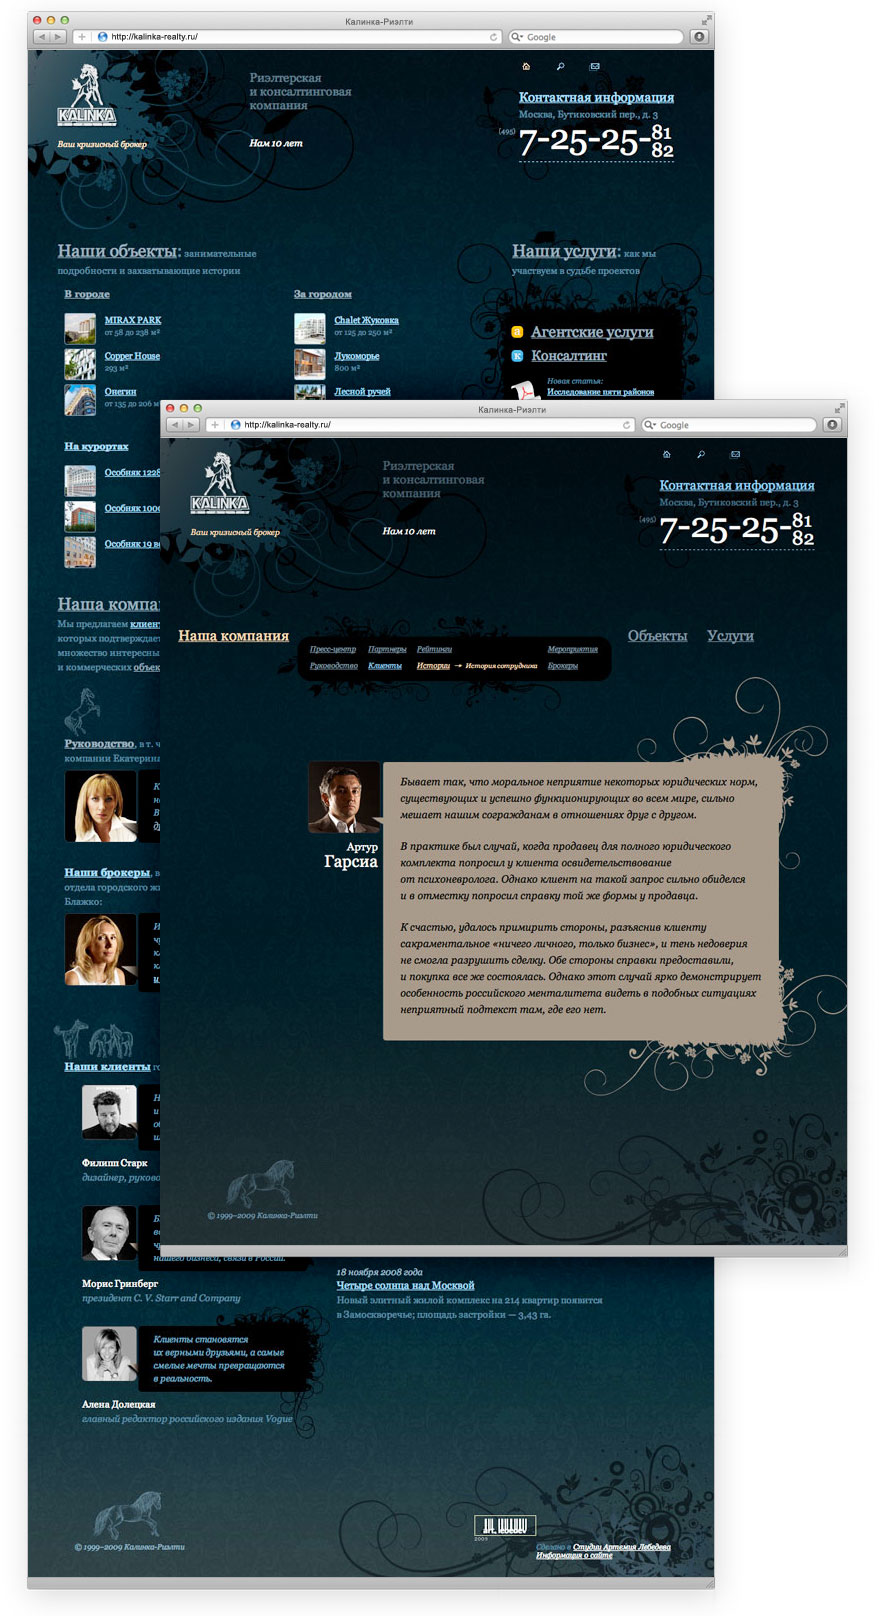 Калинка-Риэлти
http://kalinka-realty.ru/
Google
KALINKA
Ваш кризисный брокер
Риэлтерская
и консалтинговая
компания
Нам 10 лет
Контактная информация
Москва, Бутиковский пер., д. 3
(495) 7-25-25-81
82
Наши объекты: занимательные
подробности и захватывающие истории
В городе
MIRAX PARK
от 58 до 238 м²
Copper House
293 м²
Онегин
от 135 до 206 м
За городом
Chalet Жуковка
от 125 до 250 м²
Лукоморье
800 м²
Лесной ручей
Наши услуги: как мы
участвуем в судьбе проектов
а Агентские услуги
к Консалтинг
Новая статья:
Исследование пяти районов
На курортах
Особняк 1228
Особняк 1000
Особняк 19 в
Наша компа
Мы предлагаем клиен
которых подтверждает
множество интересны
и коммерческих объек
Руководство, в т. ч
компании Екатерина
Наши брокеры, в
отдела городского ж
Блажко:
Наши клиенты г
Филипп Старк
дизайнер, руково
нашего бизнеса, связи в России.
Морис Гринберг
президент C. V. Starr and Company
Клиенты становятся
их верными друзьями, а самые
смелые мечты превращаются
в реальность.
Алена Долецкая
главный редактор российского издания Vogue
18 ноября 2008 года
Четыре солнца над Москвой
Новый элитный жилой комплекс на 214 квартир появится
в Замоскворечье; площадь застройки — 3,43 га.
© 1999–2009 Калинка-Риэлти
art. lebedev
2009
Сделано в Студии Артемия Лебедева
Информация о сайте
Калинка-Риэлти
http://kalinka-realty.ru/
Google
KALINKA
Ваш кризисный брокер
Риэлтерская
и консалтинговая
компания
Нам 10 лет
Контактная информация
Москва, Бутиковский пер., д. 3
(495) 7-25-25-81
82
Наша компания
Пресс-центр Партнеры Рейтинги Мероприятия
Руководство Клиенты Истории → История сотрудника Брокеры
Объекты Услуги
Артур
Гарсиа
Бывает так, что моральное неприятие некоторых юридических норм,
существующих и успешно функционирующих во всем мире, сильно
мешает нашим согражданам в отношениях друг с другом.
В практике был случай, когда продавец для полного юридического
комплекта попросил у клиента освидетельствование
от психоневролога. Однако клиент на такой запрос сильно обиделся
и в отместку попросил справку той же формы у продавца.
К счастью, удалось примирить стороны, разъяснив клиенту
сакраментальное «ничего личного, только бизнес», и тень недоверия
не смогла разрушить сделку. Обе стороны справки предоставили,
и покупка все же состоялась. Однако этот случай ярко демонстрирует
особенность российского менталитета видеть в подобных ситуациях
неприятный подтекст там, где его нет.
© 1999–2009 Калинка-Риэлти